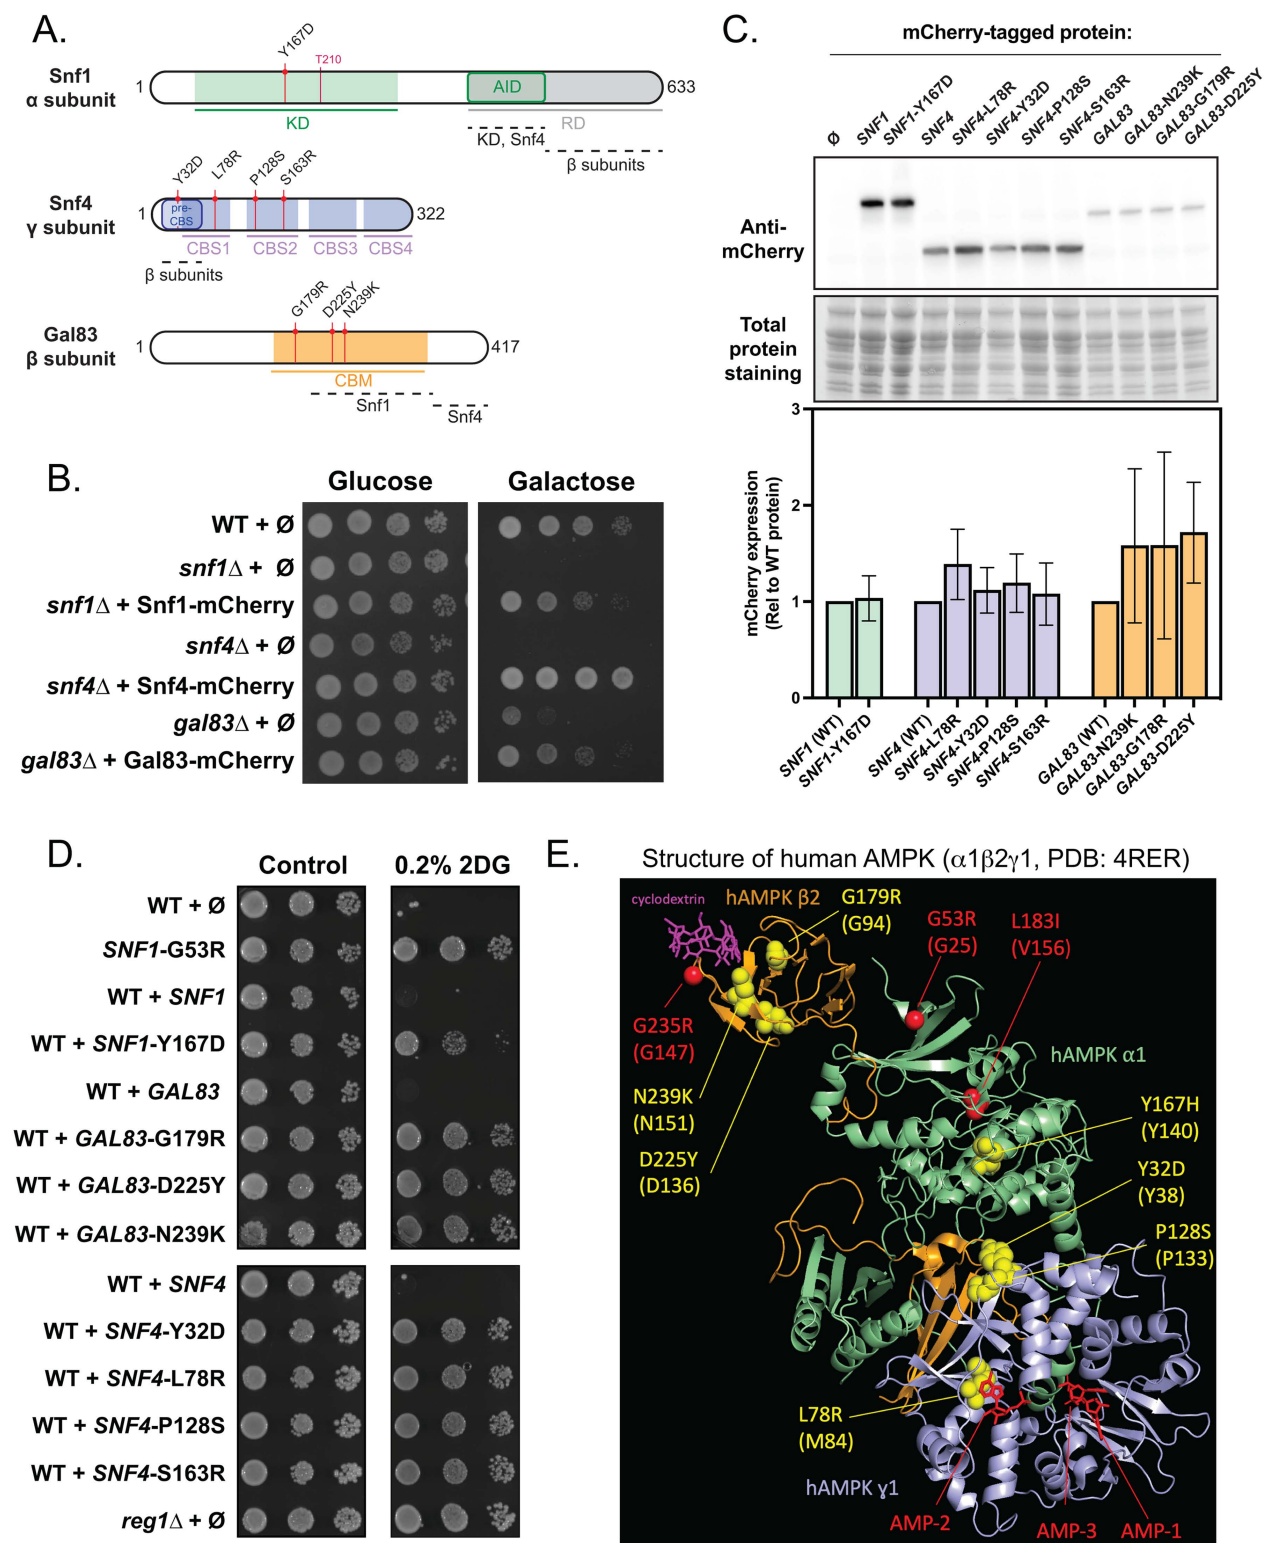 A.
Snf1
α subunit
1
Y167D
T210
AID
633
KD
RD
KD, Snf4
β subunits
Snf4
γ subunit
1
Y32D
L78R
P128S
S163R
pre-
CBS
322
CBS1
CBS2
CBS3
CBS4
β subunits
Gal83
β subunit
1
G179R
D225Y
N239K
417
CBM
Snf1
Snf4
B.
Glucose
Galactose
WT + Ø
snf1Δ + Ø
snf1Δ + Snf1-mCherry
snf4Δ + Ø
snf4Δ + Snf4-mCherry
gal83Δ + Ø
gal83Δ + Gal83-mCherry
C.
mCherry-tagged protein:
Ø
SNF1
SNF1-Y167D
SNF4
SNF4-L78R
SNF4-Y32D
SNF4-P128S
SNF4-S163R
GAL83
GAL83-N239K
GAL83-G179R
GAL83-D225Y
Anti-
mCherry
Total
protein
staining
mCherry expression
(Rel to WT protein)
3
2
1
0
SNF1 (WT)
SNF1-Y167D
SNF4 (WT)
SNF4-L78R
SNF4-Y32D
SNF4-P128S
SNF4-S163R
GAL83 (WT)
GAL83-N239K
GAL83-G178R
GAL83-D225Y
D.
Control
0.2% 2DG
WT + Ø
SNF1-G53R
WT + SNF1
WT + SNF1-Y167D
WT + GAL83
WT + GAL83-G179R
WT + GAL83-D225Y
WT + GAL83-N239K
WT + SNF4
WT + SNF4-Y32D
WT + SNF4-L78R
WT + SNF4-P128S
WT + SNF4-S163R
reg1Δ + Ø
E.
Structure of human AMPK (α1β2γ1, PDB: 4RER)
cyclodextrin
hAMPK β2
G179R
(G94)
G53R
(G25)
L183I
(V156)
G235R
(G147)
hAMPK α1
N239K
(N151)
Y167H
(Y140)
D225Y
(D136)
Y32D
(Y38)
P128S
(P133)
L78R
(M84)
hAMPK γ1
AMP-2
AMP-3
AMP-1